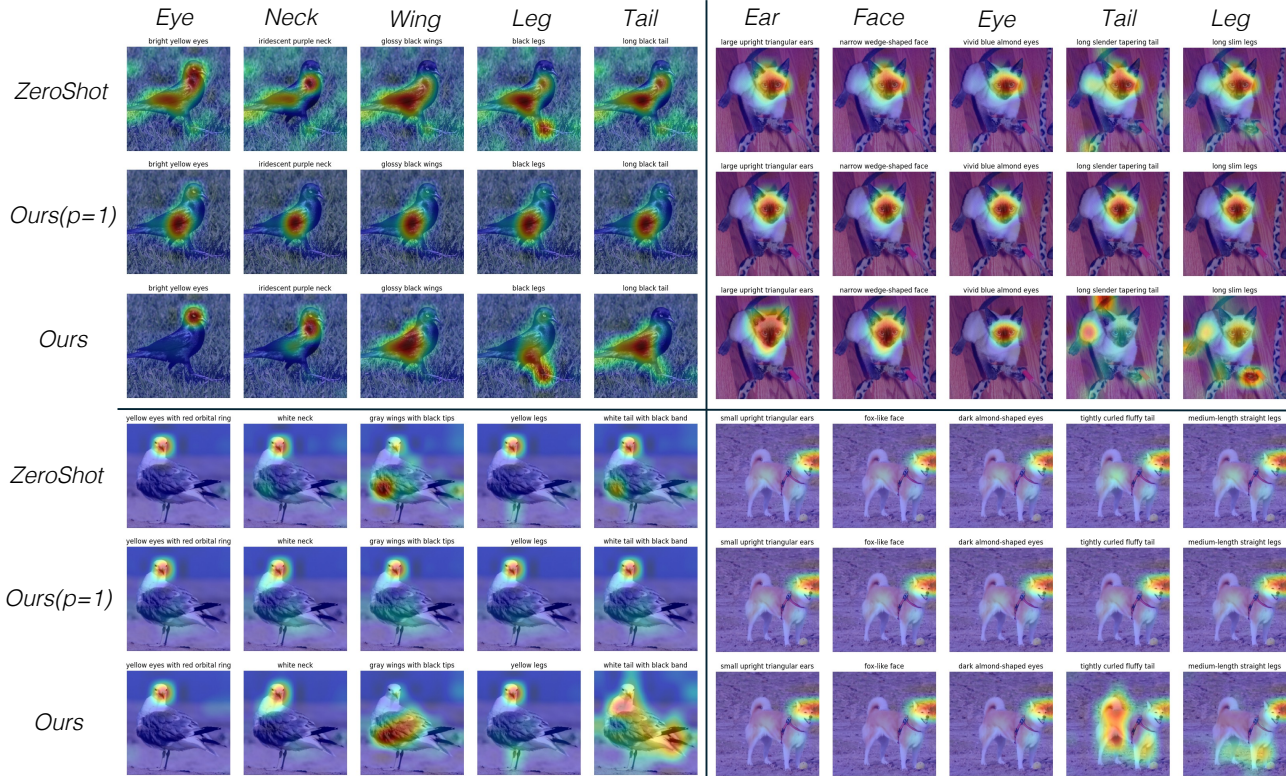 Eye Neck Wing Leg Tail Ear Face Eye Tail Leg
bright yellow eyes iridescent purple neck glossy black wings black legs long black tail large upright triangular ears narrow wedge-shaped face vivid blue almond eyes long slender tapering tail long slim legs
ZeroShot
bright yellow eyes iridescent purple neck glossy black wings black legs long black tail large upright triangular ears narrow wedge-shaped face vivid blue almond eyes long slender tapering tail long slim legs
Ours(p=1)
bright yellow eyes iridescent purple neck glossy black wings black legs long black tail large upright triangular ears narrow wedge-shaped face vivid blue almond eyes long slender tapering tail long slim legs
Ours
yellow eyes with red orbital ring white neck gray wings with black tips yellow legs white tail with black band small upright triangular ears fox-like face dark almond-shaped eyes tightly curled fluffy tail medium-length straight legs
ZeroShot
yellow eyes with red orbital ring white neck gray wings with black tips yellow legs white tail with black band small upright triangular ears fox-like face dark almond-shaped eyes tightly curled fluffy tail medium-length straight legs
Ours(p=1)
yellow eyes with red orbital ring white neck gray wings with black tips yellow legs white tail with black band small upright triangular ears fox-like face dark almond-shaped eyes tightly curled fluffy tail medium-length straight legs
Ours